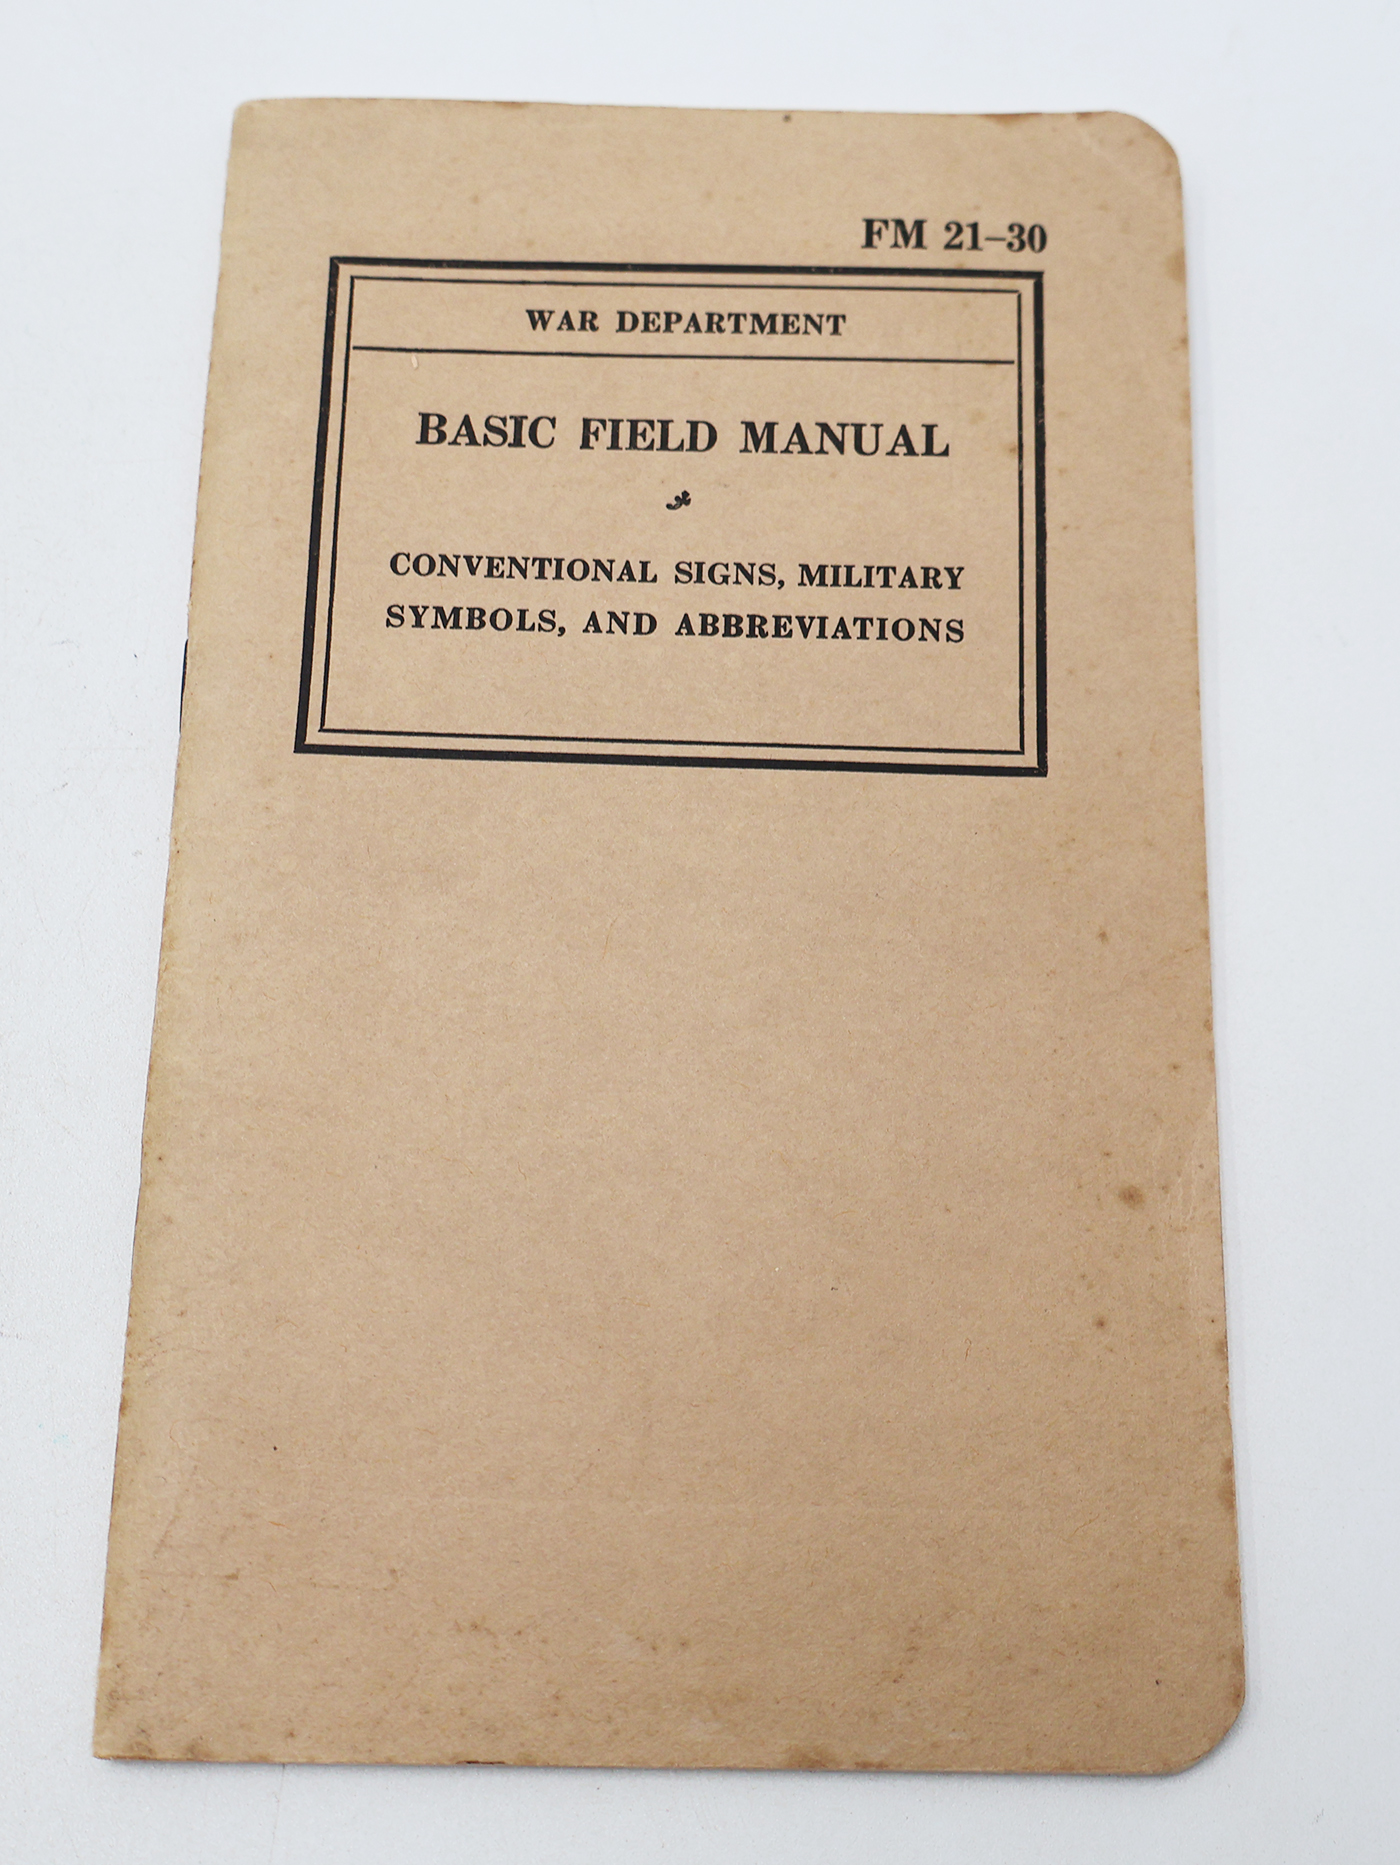 FM 21–30
WAR DEPARTMENT
BASIC FIELD MANUAL
CONVENTIONAL SIGNS, MILITARY
SYMBOLS, AND ABBREVIATIONS